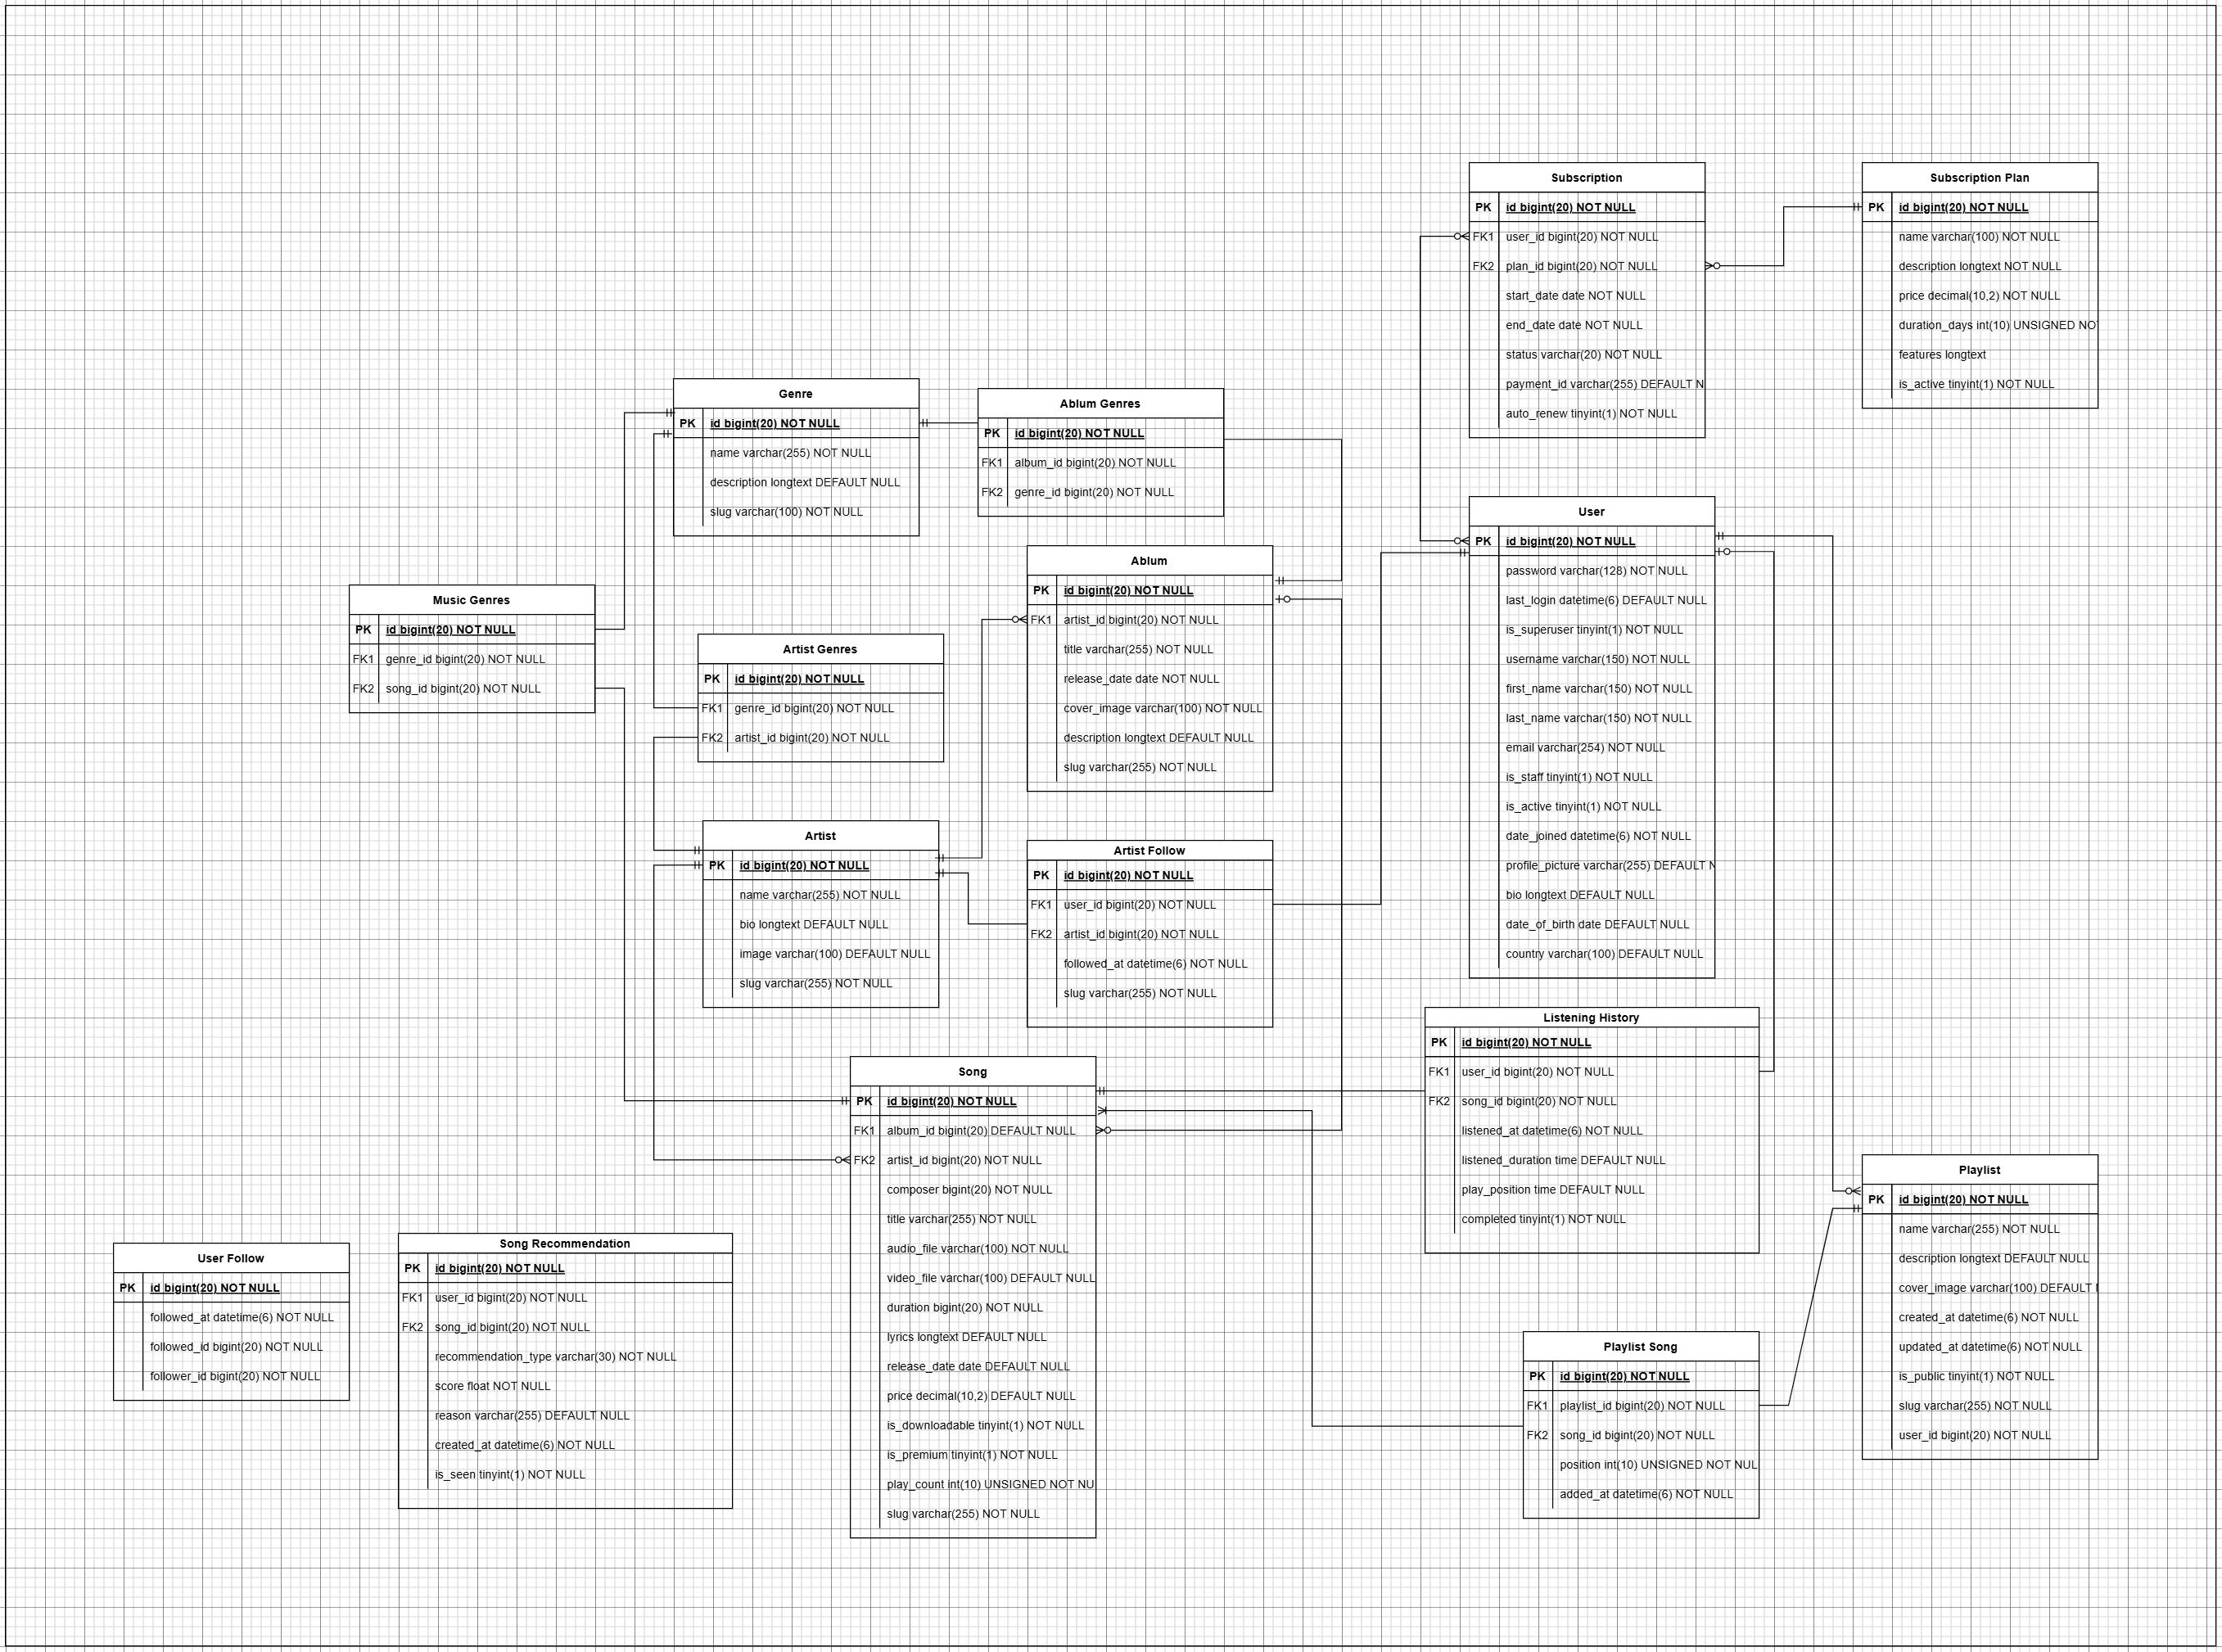 Subscription
PK id bigint(20) NOT NULL
FK1 user_id bigint(20) NOT NULL
FK2 plan_id bigint(20) NOT NULL
start_date date NOT NULL
end_date date NOT NULL
status varchar(20) NOT NULL
payment_id varchar(255) DEFAULT N
auto_renew tinyint(1) NOT NULL
Subscription Plan
PK id bigint(20) NOT NULL
name varchar(100) NOT NULL
description longtext NOT NULL
price decimal(10,2) NOT NULL
duration_days int(10) UNSIGNED NO
features longtext
is_active tinyint(1) NOT NULL
Genre
PK id bigint(20) NOT NULL
name varchar(255) NOT NULL
description longtext DEFAULT NULL
slug varchar(100) NOT NULL
Ablum Genres
PK id bigint(20) NOT NULL
FK1 album_id bigint(20) NOT NULL
FK2 genre_id bigint(20) NOT NULL
User
PK id bigint(20) NOT NULL
password varchar(128) NOT NULL
last_login datetime(6) DEFAULT NULL
is_superuser tinyint(1) NOT NULL
username varchar(150) NOT NULL
first_name varchar(150) NOT NULL
last_name varchar(150) NOT NULL
email varchar(254) NOT NULL
is_staff tinyint(1) NOT NULL
is_active tinyint(1) NOT NULL
date_joined datetime(6) NOT NULL
profile_picture varchar(255) DEFAULT N
bio longtext DEFAULT NULL
date_of_birth date DEFAULT NULL
country varchar(100) DEFAULT NULL
Ablum
PK id bigint(20) NOT NULL
FK1 artist_id bigint(20) NOT NULL
title varchar(255) NOT NULL
release_date date NOT NULL
cover_image varchar(100) NOT NULL
description longtext DEFAULT NULL
slug varchar(255) NOT NULL
Music Genres
PK id bigint(20) NOT NULL
FK1 genre_id bigint(20) NOT NULL
FK2 song_id bigint(20) NOT NULL
Artist Genres
PK id bigint(20) NOT NULL
FK1 genre_id bigint(20) NOT NULL
FK2 artist_id bigint(20) NOT NULL
Artist
PK id bigint(20) NOT NULL
name varchar(255) NOT NULL
bio longtext DEFAULT NULL
image varchar(100) DEFAULT NULL
slug varchar(255) NOT NULL
Artist Follow
PK id bigint(20) NOT NULL
FK1 user_id bigint(20) NOT NULL
FK2 artist_id bigint(20) NOT NULL
followed_at datetime(6) NOT NULL
slug varchar(255) NOT NULL
Listening History
PK id bigint(20) NOT NULL
FK1 user_id bigint(20) NOT NULL
FK2 song_id bigint(20) NOT NULL
listened_at datetime(6) NOT NULL
listened_duration time DEFAULT NULL
play_position time DEFAULT NULL
completed tinyint(1) NOT NULL
Song
PK id bigint(20) NOT NULL
FK1 album_id bigint(20) DEFAULT NULL
FK2 artist_id bigint(20) NOT NULL
composer bigint(20) NOT NULL
title varchar(255) NOT NULL
audio_file varchar(100) NOT NULL
video_file varchar(100) DEFAULT NULL
duration bigint(20) NOT NULL
lyrics longtext DEFAULT NULL
release_date date DEFAULT NULL
price decimal(10,2) DEFAULT NULL
is_downloadable tinyint(1) NOT NULL
is_premium tinyint(1) NOT NULL
play_count int(10) UNSIGNED NOT NU
slug varchar(255) NOT NULL
Playlist
PK id bigint(20) NOT NULL
name varchar(255) NOT NULL
description longtext DEFAULT NULL
cover_image varchar(100) DEFAULT
created_at datetime(6) NOT NULL
updated_at datetime(6) NOT NULL
is_public tinyint(1) NOT NULL
slug varchar(255) NOT NULL
user_id bigint(20) NOT NULL
User Follow
PK id bigint(20) NOT NULL
followed_at datetime(6) NOT NULL
followed_id bigint(20) NOT NULL
follower_id bigint(20) NOT NULL
Song Recommendation
PK id bigint(20) NOT NULL
FK1 user_id bigint(20) NOT NULL
FK2 song_id bigint(20) NOT NULL
recommendation_type varchar(30) NOT NULL
score float NOT NULL
reason varchar(255) DEFAULT NULL
created_at datetime(6) NOT NULL
is_seen tinyint(1) NOT NULL
Playlist Song
PK id bigint(20) NOT NULL
FK1 playlist_id bigint(20) NOT NULL
FK2 song_id bigint(20) NOT NULL
position int(10) UNSIGNED NOT NUL
added_at datetime(6) NOT NULL